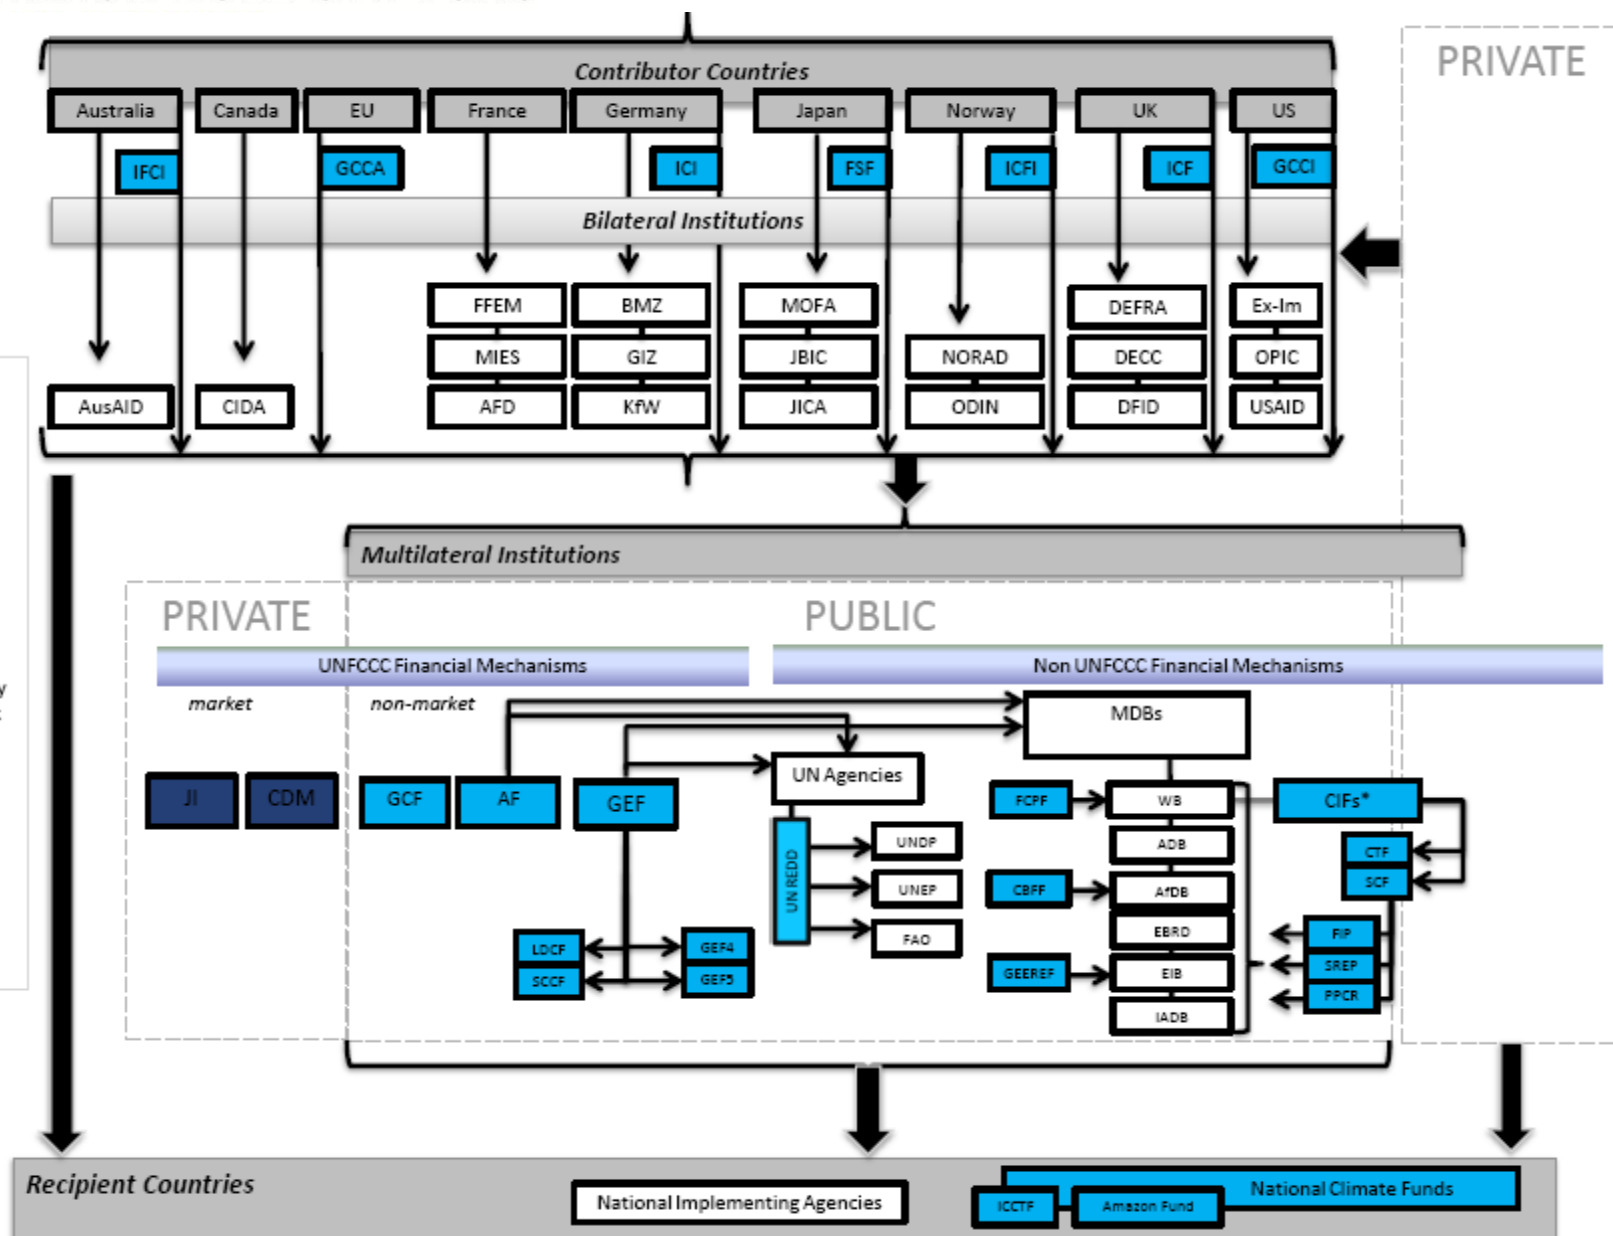 PRIVATE
Contributor Countries
Australia
Canada
EU
France
Germany
Japan
Norway
UK
US
IFCI
GCCA
ICI
FSF
ICFI
ICF
GCCI
Bilateral Institutions
FFEM
BMZ
MOFA
DEFRA
Ex-Im
MIES
GIZ
JBIC
NORAD
DECC
OPIC
AusAID
CIDA
AFD
KfW
JICA
ODIN
DFID
USAID
Multilateral Institutions
PRIVATE
PUBLIC
UNFCCC Financial Mechanisms
Non UNFCCC Financial Mechanisms
market
non-market
MDBs
UN Agencies
JI
CDM
GCF
AF
GEF
FCPF
WB
CIFs*
UN REDD
UNDP
ADB
CTF
UNEP
CBFF
AfDB
SCF
FAO
EBRD
FIP
LDCF
GEF4
SCCF
GEF5
GEEREF
EIB
SREP
PPCR
IADB
Recipient Countries
National Implementing Agencies
National Climate Funds
ICCTF
Amazon Fund